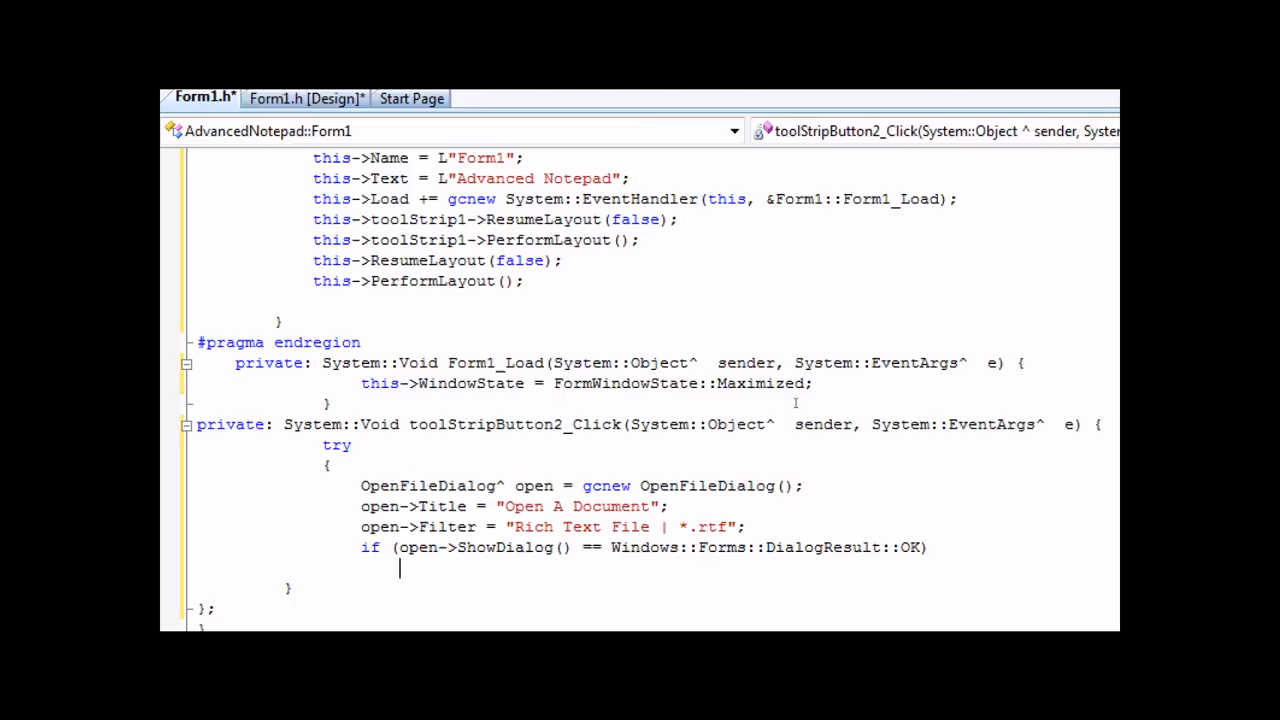 Form1.h* Form1.h [Design]* Start Page
AdvancedNotepad::Form1 toolStripButton2_Click(System::Object ^ sender, System
this->Name = L"Form1";
this->Text = L"Advanced Notepad";
this->Load += gcnew System::EventHandler(this, &Form1::Form1_Load);
this->toolStrip1->ResumeLayout(false);
this->toolStrip1->PerformLayout();
this->ResumeLayout(false);
this->PerformLayout();
}
#pragma endregion
private: System::Void Form1_Load(System::Object^  sender, System::EventArgs^  e) {
this->WindowState = FormWindowState::Maximized;
}
private: System::Void toolStripButton2_Click(System::Object^  sender, System::EventArgs^  e) {
try
{
OpenFileDialog^ open = gcnew OpenFileDialog();
open->Title = "Open A Document";
open->Filter = "Rich Text File | *.rtf";
if (open->ShowDialog() == Windows::Forms::DialogResult::OK)
}
};
}